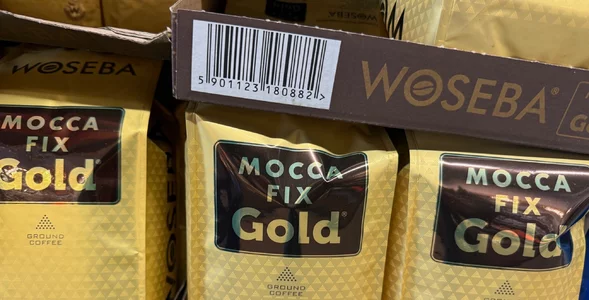 WOSEBA
5 901123 180882 >
WOSEBA®
MOCCA
FIX
Gold®
GROUND
COFFEE
MOCCA
FIX
Gold®
GROUND
COFFEE
MOCCA
FIX
Gold